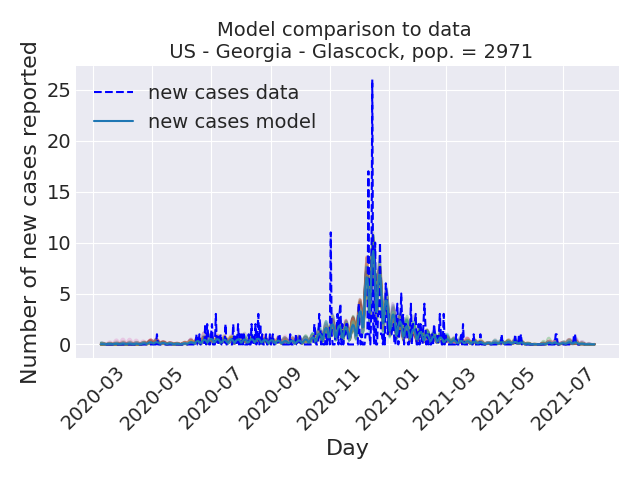 Model comparison to data
US - Georgia - Glascock, pop. = 2971
new cases data
new cases model
Number of new cases reported
25
20
15
10
5
0
2020-03
2020-05
2020-07
2020-09
2020-11
2021-01
2021-03
2021-05
2021-07
Day